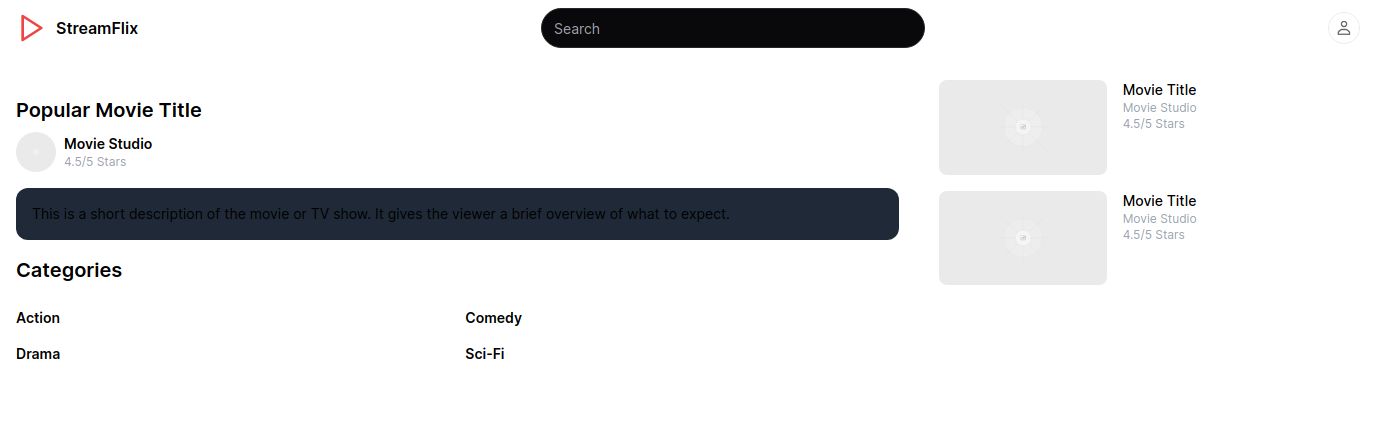 StreamFlix
Search
Popular Movie Title
Movie Studio
4.5/5 Stars
This is a short description of the movie or TV show. It gives the viewer a brief overview of what to expect.
Categories
Action
Comedy
Drama
Sci-Fi
Movie Title
Movie Studio
4.5/5 Stars
Movie Title
Movie Studio
4.5/5 Stars